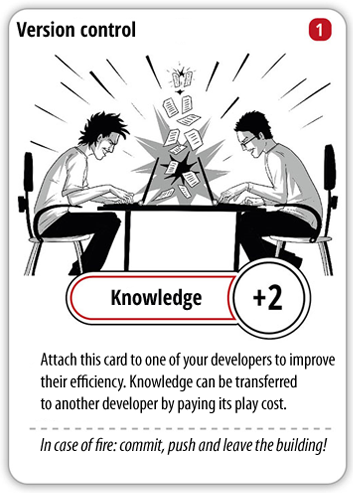 Version control
1
Knowledge
+2
Attach this card to one of your developers to improve
their efficiency. Knowledge can be transferred
to another developer by paying its play cost.
In case of fire: commit, push and leave the building!